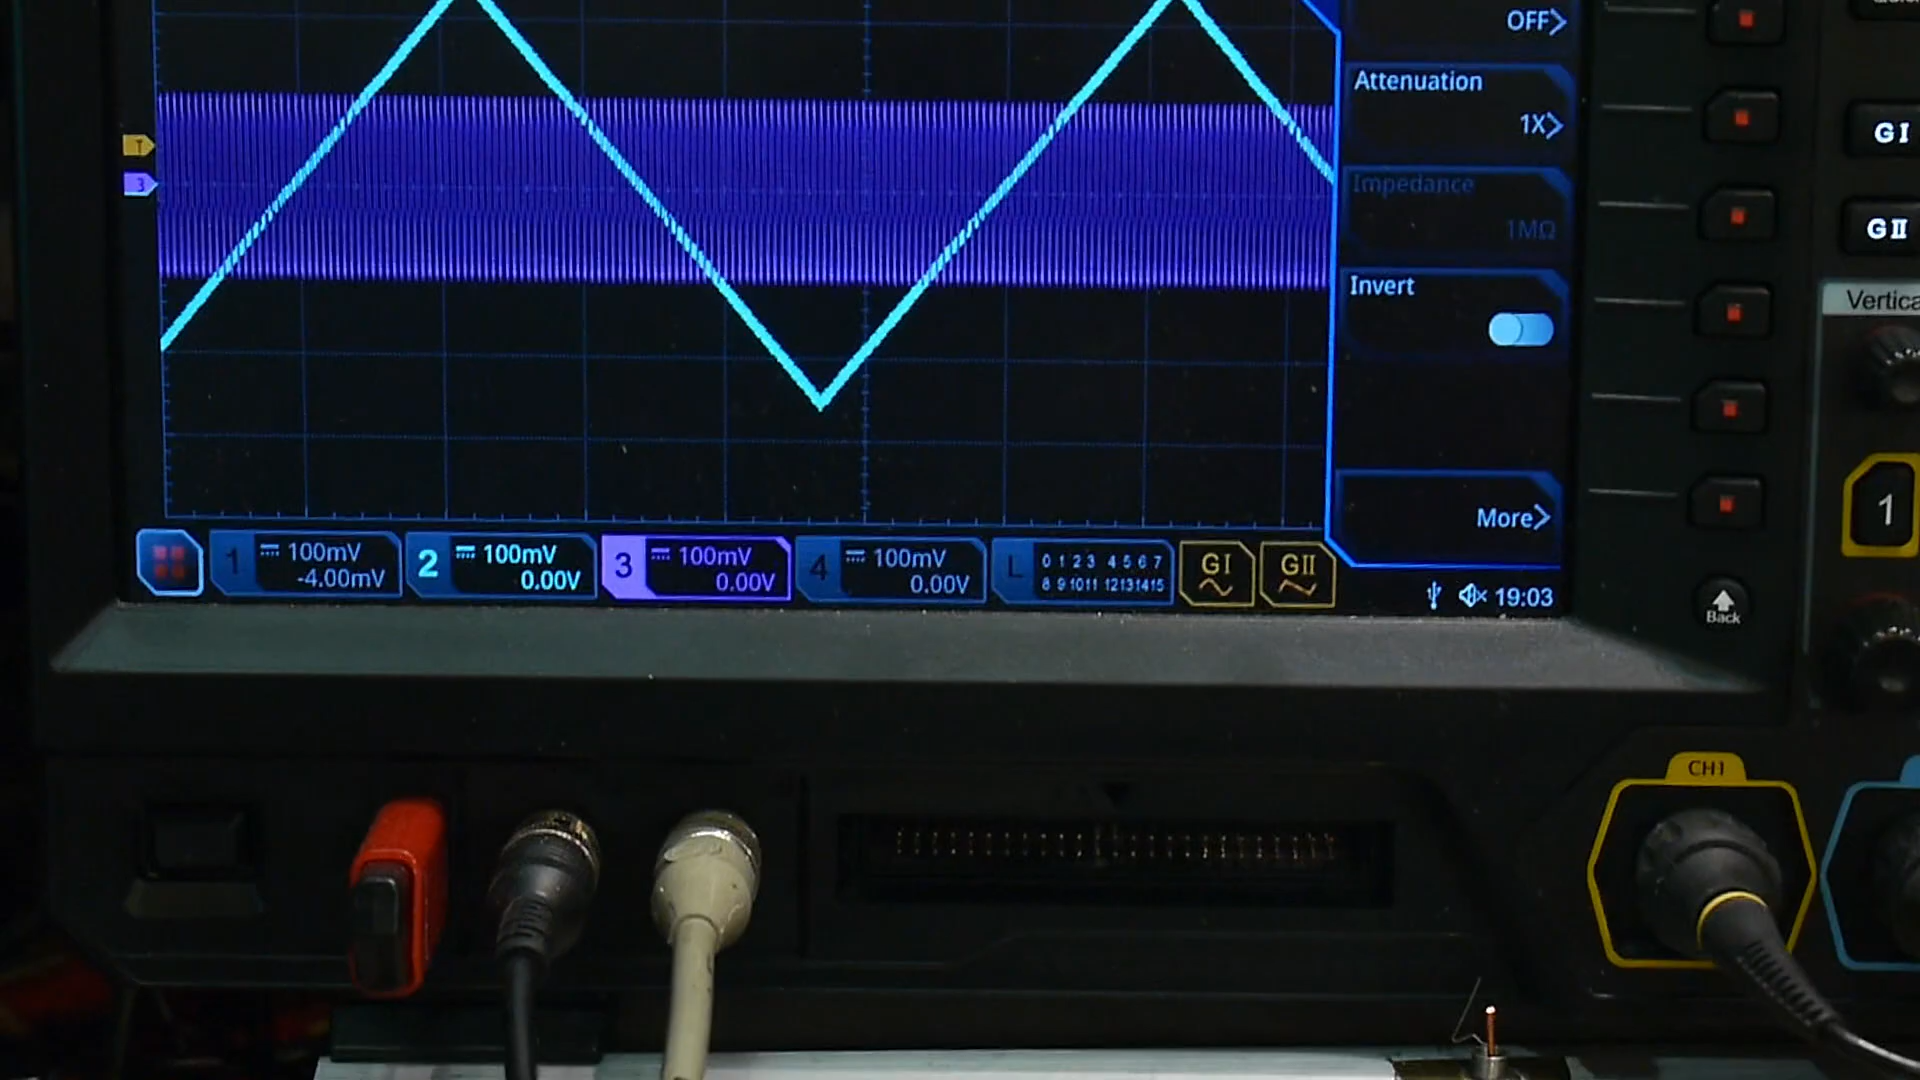 OFF>
Attenuation
1X>
Impedance
1MΩ
Invert
More>
T
3
1 100mV
-4.00mV
2 100mV
0.00V
3 100mV
0.00V
4 100mV
0.00V
L 0 1 2 3 4 5 6 7
8 9 10 11 12 13 14 15
GI
GII
19:03
GI
GII
Vertica
1
Back
CH1